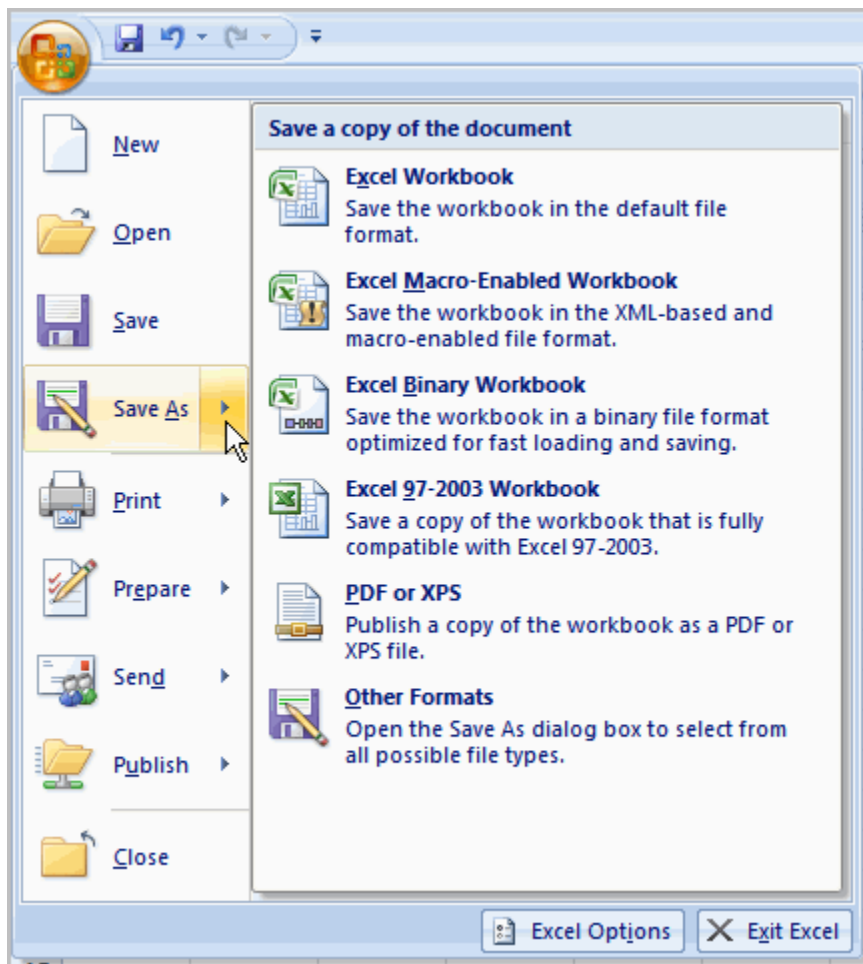 New
Open
Save
Save As
Print
Prepare
Send
Publish
Close
Save a copy of the document
Excel Workbook
Save the workbook in the default file
format.
Excel Macro-Enabled Workbook
Save the workbook in the XML-based and
macro-enabled file format.
Excel Binary Workbook
Save the workbook in a binary file format
optimized for fast loading and saving.
Excel 97-2003 Workbook
Save a copy of the workbook that is fully
compatible with Excel 97-2003.
PDF or XPS
Publish a copy of the workbook as a PDF or
XPS file.
Other Formats
Open the Save As dialog box to select from
all possible file types.
Excel Options
Exit Excel